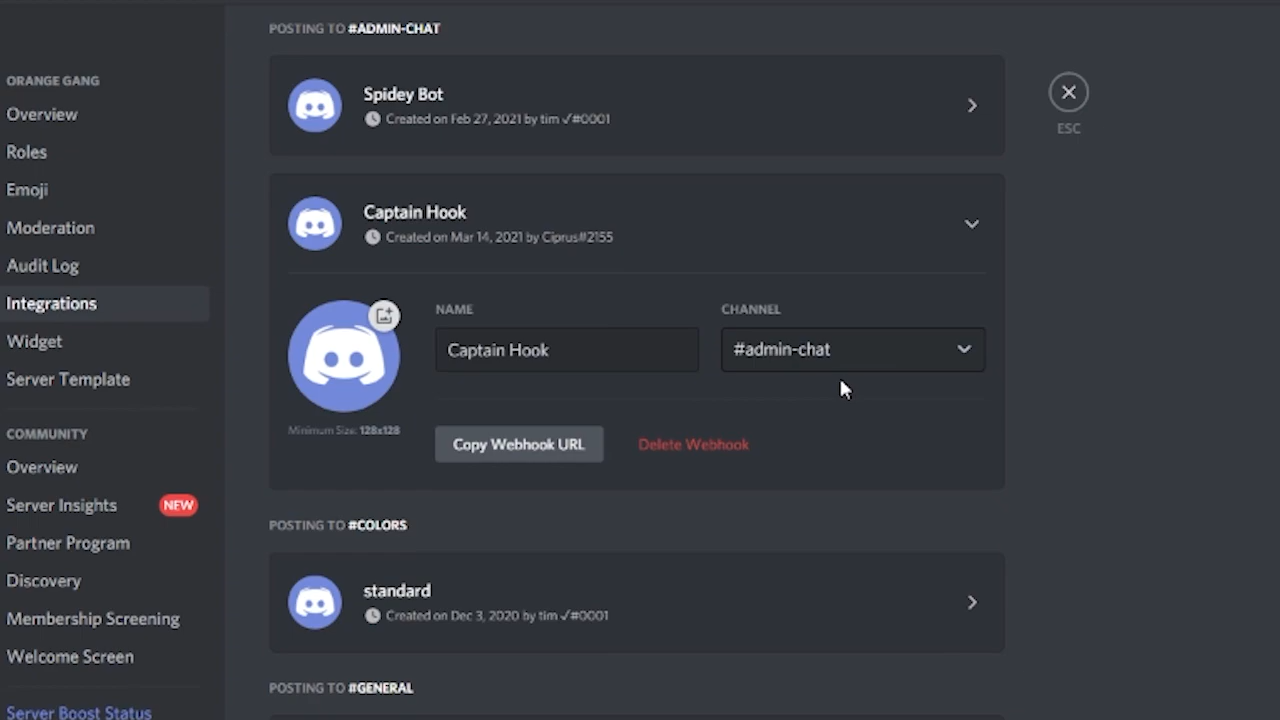 ORANGE GANG
Overview
Roles
Emoji
Moderation
Audit Log
Integrations
Widget
Server Template
COMMUNITY
Overview
Server Insights NEW
Partner Program
Discovery
Membership Screening
Welcome Screen
Server Boost Status
POSTING TO #ADMIN-CHAT
Spidey Bot
Created on Feb 27, 2021 by tim ✓#0001
Captain Hook
Created on Mar 14, 2021 by Ciprus#2155
NAME
Captain Hook
CHANNEL
#admin-chat
Minimum Size: 128x128
Copy Webhook URL
Delete Webhook
POSTING TO #COLORS
standard
Created on Dec 3, 2020 by tim ✓#0001
POSTING TO #GENERAL
ESC